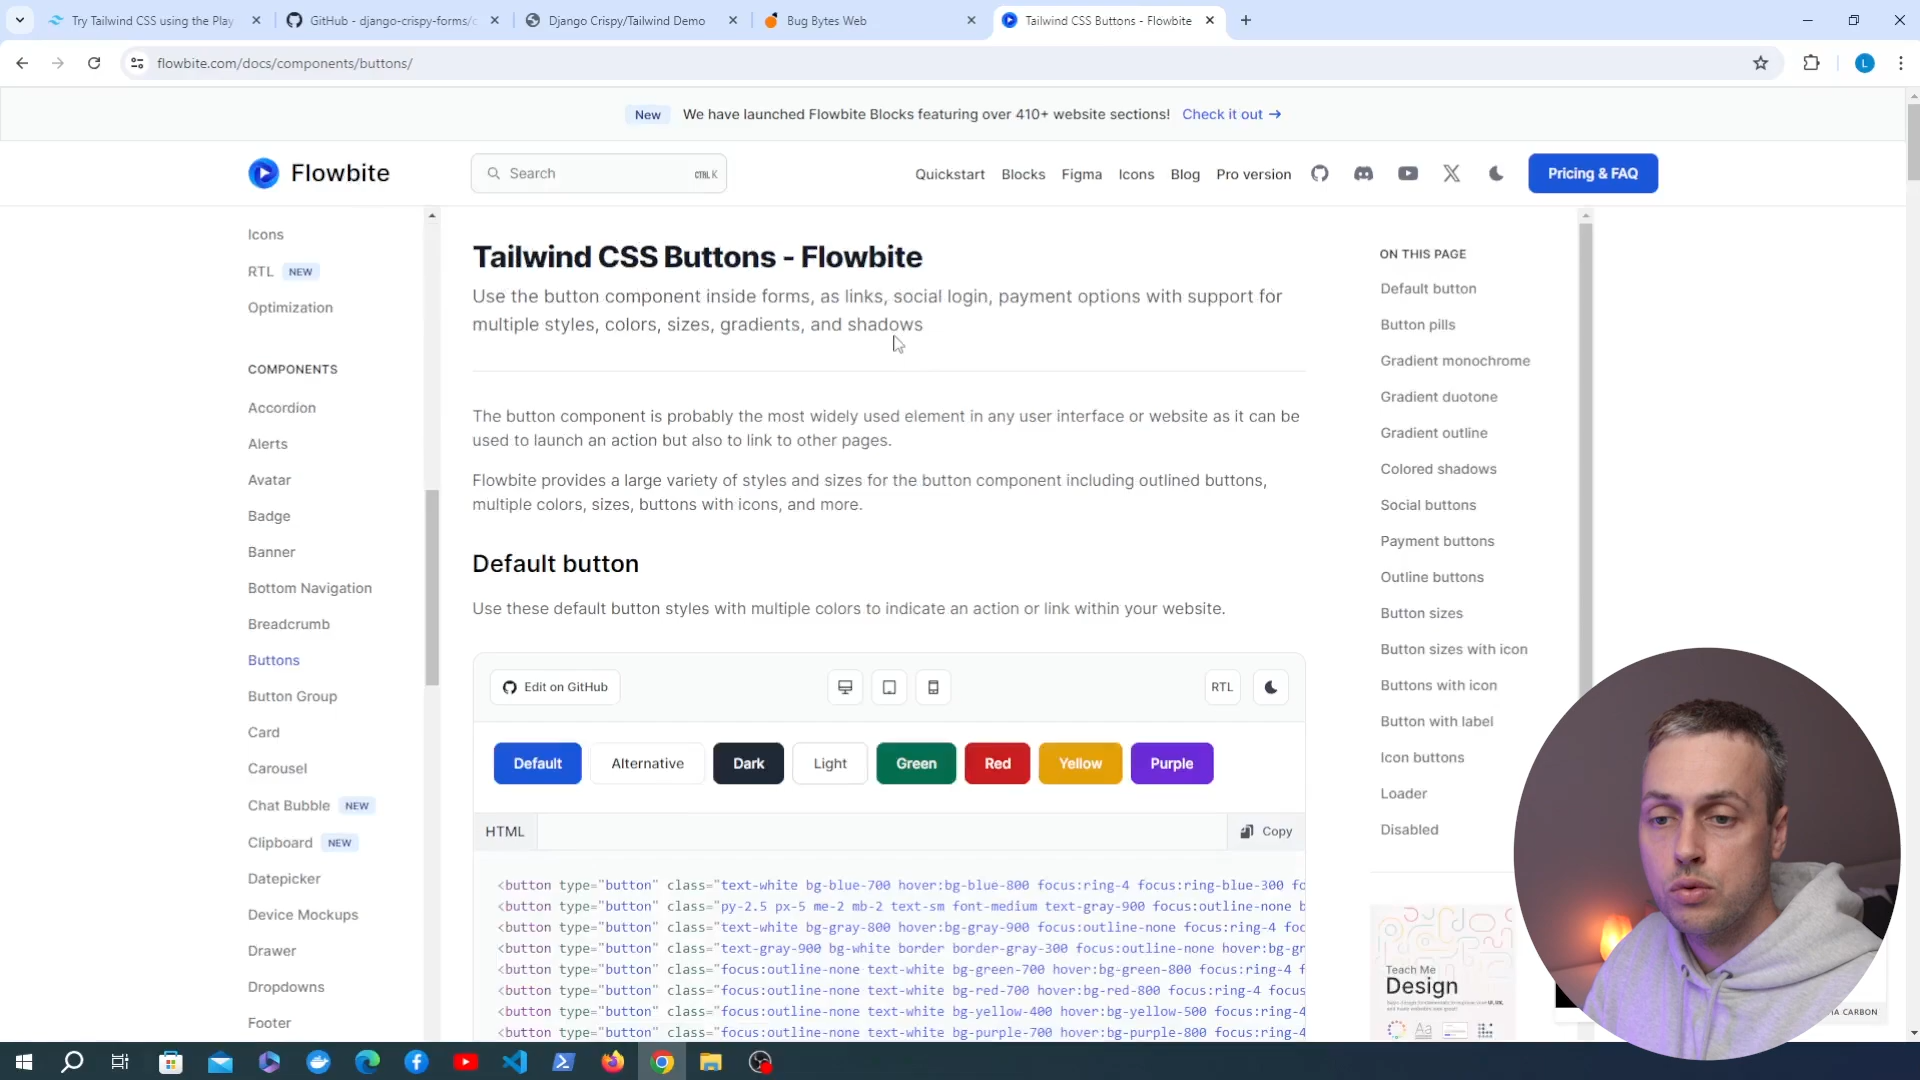 Try Tailwind CSS using the Play
GitHub - django-crispy-forms/c
Django Crispy/Tailwind Demo
Bug Bytes Web
Tailwind CSS Buttons - Flowbite
flowbite.com/docs/components/buttons/
L
New We have launched Flowbite Blocks featuring over 410+ website sections! Check it out →
Flowbite
Search CTRL K
Quickstart Blocks Figma Icons Blog Pro version
Pricing & FAQ
Icons
RTL NEW
Optimization
COMPONENTS
Accordion
Alerts
Avatar
Badge
Banner
Bottom Navigation
Breadcrumb
Buttons
Button Group
Card
Carousel
Chat Bubble NEW
Clipboard NEW
Datepicker
Device Mockups
Drawer
Dropdowns
Footer
Tailwind CSS Buttons - Flowbite
Use the button component inside forms, as links, social login, payment options with support for
multiple styles, colors, sizes, gradients, and shadows
The button component is probably the most widely used element in any user interface or website as it can be
used to launch an action but also to link to other pages.
Flowbite provides a large variety of styles and sizes for the button component including outlined buttons,
multiple colors, sizes, buttons with icons, and more.
Default button
Use these default button styles with multiple colors to indicate an action or link within your website.
Edit on GitHub
RTL
Default Alternative Dark Light Green Red Yellow Purple
HTML
Copy
<button type="button" class="text-white bg-blue-700 hover:bg-blue-800 focus:ring-4 focus:ring-blue-300 fo
<button type="button" class="py-2.5 px-5 me-2 mb-2 text-sm font-medium text-gray-900 focus:outline-none b
<button type="button" class="text-white bg-gray-800 hover:bg-gray-900 focus:outline-none focus:ring-4 foc
<button type="button" class="text-gray-900 bg-white border border-gray-300 focus:outline-none hover:bg-gr
<button type="button" class="focus:outline-none text-white bg-green-700 hover:bg-green-800 focus:ring-4 f
<button type="button" class="focus:outline-none text-white bg-red-700 hover:bg-red-800 focus:ring-4 focus
<button type="button" class="focus:outline-none text-white bg-yellow-400 hover:bg-yellow-500 focus:ring-4
<button type="button" class="focus:outline-none text-white bg-purple-700 hover:bg-purple-800 focus:ring-4
ON THIS PAGE
Default button
Button pills
Gradient monochrome
Gradient duotone
Gradient outline
Colored shadows
Social buttons
Payment buttons
Outline buttons
Button sizes
Button sizes with icon
Buttons with icon
Button with label
Icon buttons
Loader
Disabled
Teach Me
Design
Aa
IA CARBON